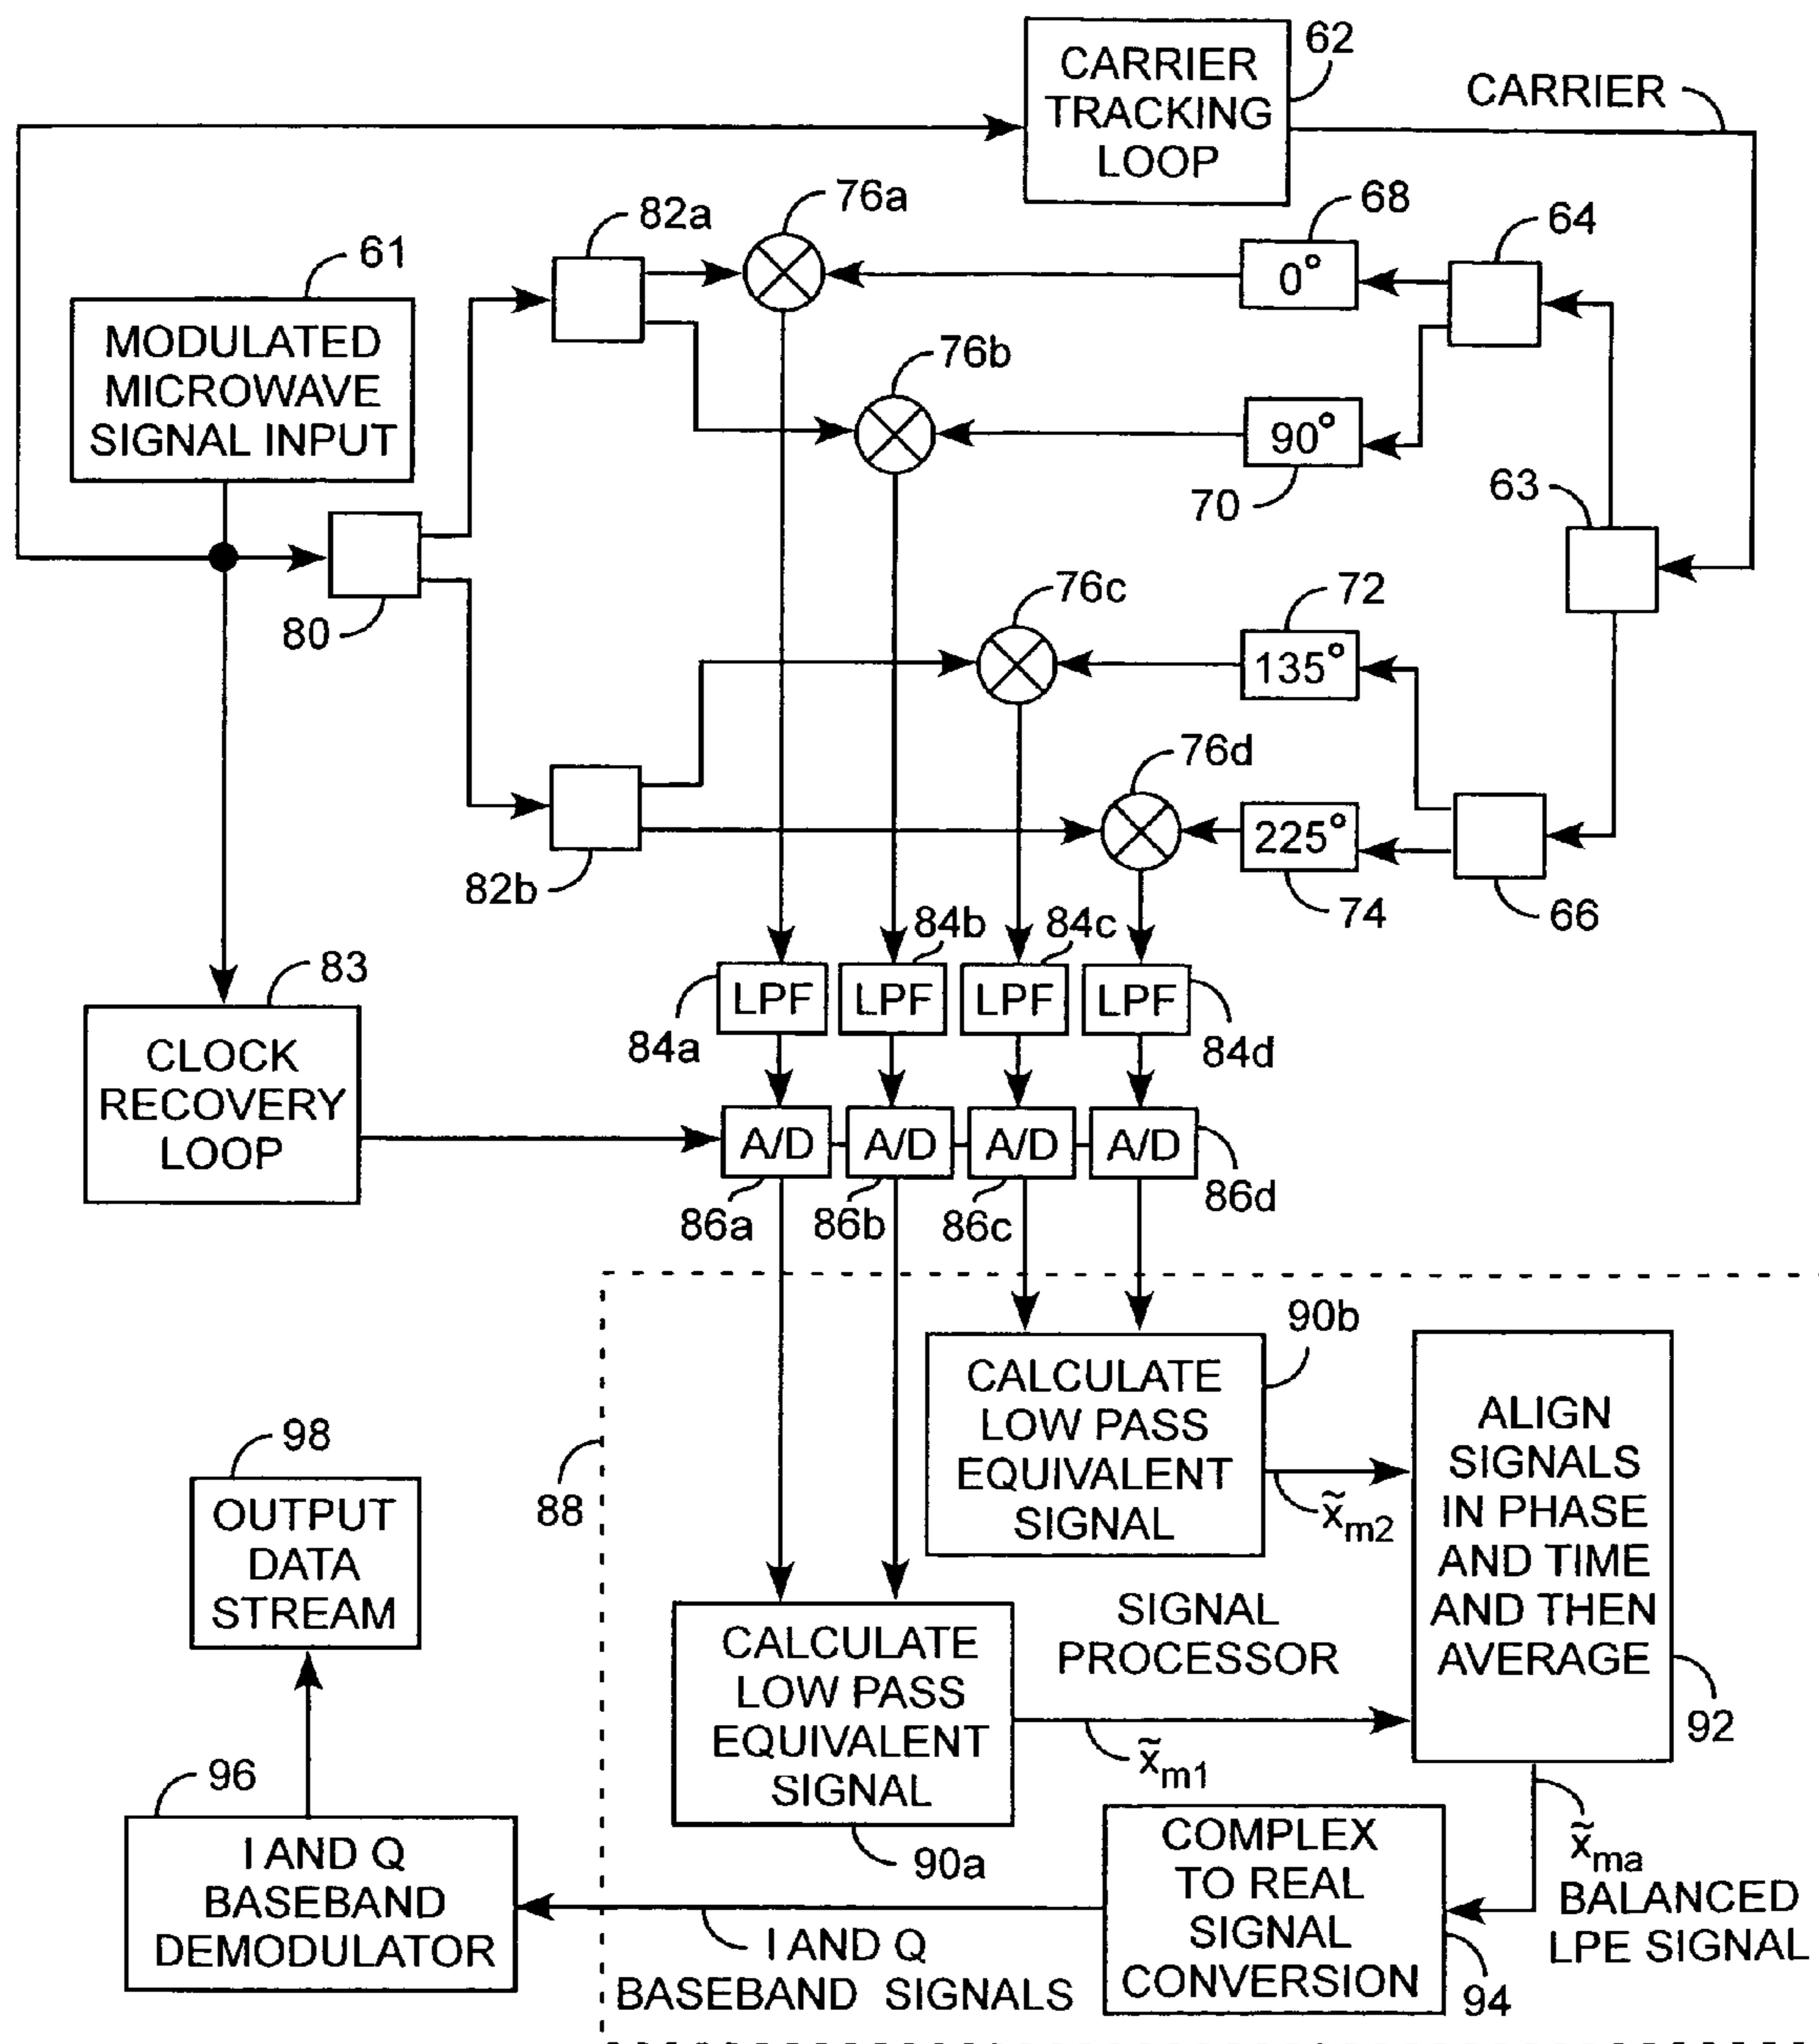 CARRIER
TRACKING
LOOP
62
CARRIER
61
MODULATED
MICROWAVE
SIGNAL INPUT
82a
76a
68
0°
64
76b
90°
70
63
80
76c
72
135°
76d
225°
74
66
82b
83
CLOCK
RECOVERY
LOOP
84b
84c
LPF
LPF
LPF
LPF
84a
84d
A/D
A/D
A/D
A/D
86a
86b
86c
86d
90b
CALCULATE
LOW PASS
EQUIVALENT
SIGNAL
x̃m2
ALIGN
SIGNALS
IN PHASE
AND TIME
AND THEN
AVERAGE
92
88
98
OUTPUT
DATA
STREAM
SIGNAL
PROCESSOR
CALCULATE
LOW PASS
EQUIVALENT
SIGNAL
x̃m1
90a
96
I AND Q
BASEBAND
DEMODULATOR
I AND Q
BASEBAND SIGNALS
COMPLEX
TO REAL
SIGNAL
CONVERSION
94
x̃ma
BALANCED
LPE SIGNAL